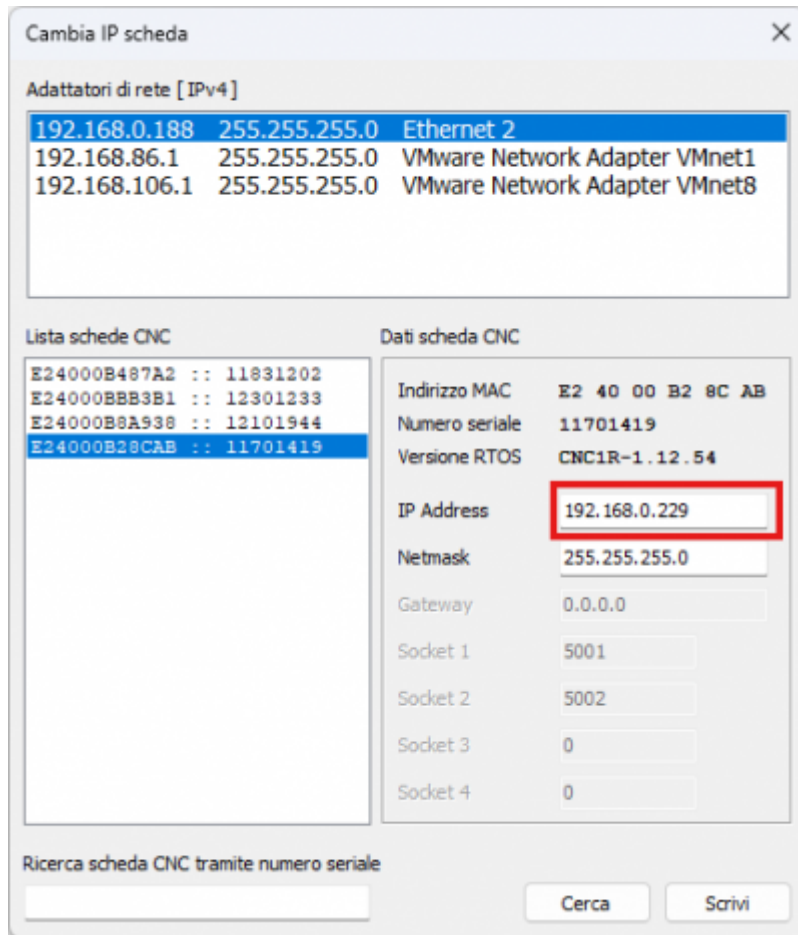 Cambia IP scheda
Adattatori di rete [ IPv4 ]
192.168.0.188 255.255.255.0 Ethernet 2
192.168.86.1 255.255.255.0 VMware Network Adapter VMnet1
192.168.106.1 255.255.255.0 VMware Network Adapter VMnet8
Lista schede CNC
E24000B487A2 :: 11831202
E24000BBB3B1 :: 12301233
E24000B8A938 :: 12101944
E24000B28CAB :: 11701419
Dati scheda CNC
Indirizzo MAC E2 40 00 B2 8C AB
Numero seriale 11701419
Versione RTOS CNC1R-1.12.54
IP Address 192.168.0.229
Netmask 255.255.255.0
Gateway 0.0.0.0
Socket 1 5001
Socket 2 5002
Socket 3 0
Socket 4 0
Ricerca scheda CNC tramite numero seriale
Cerca Scrivi